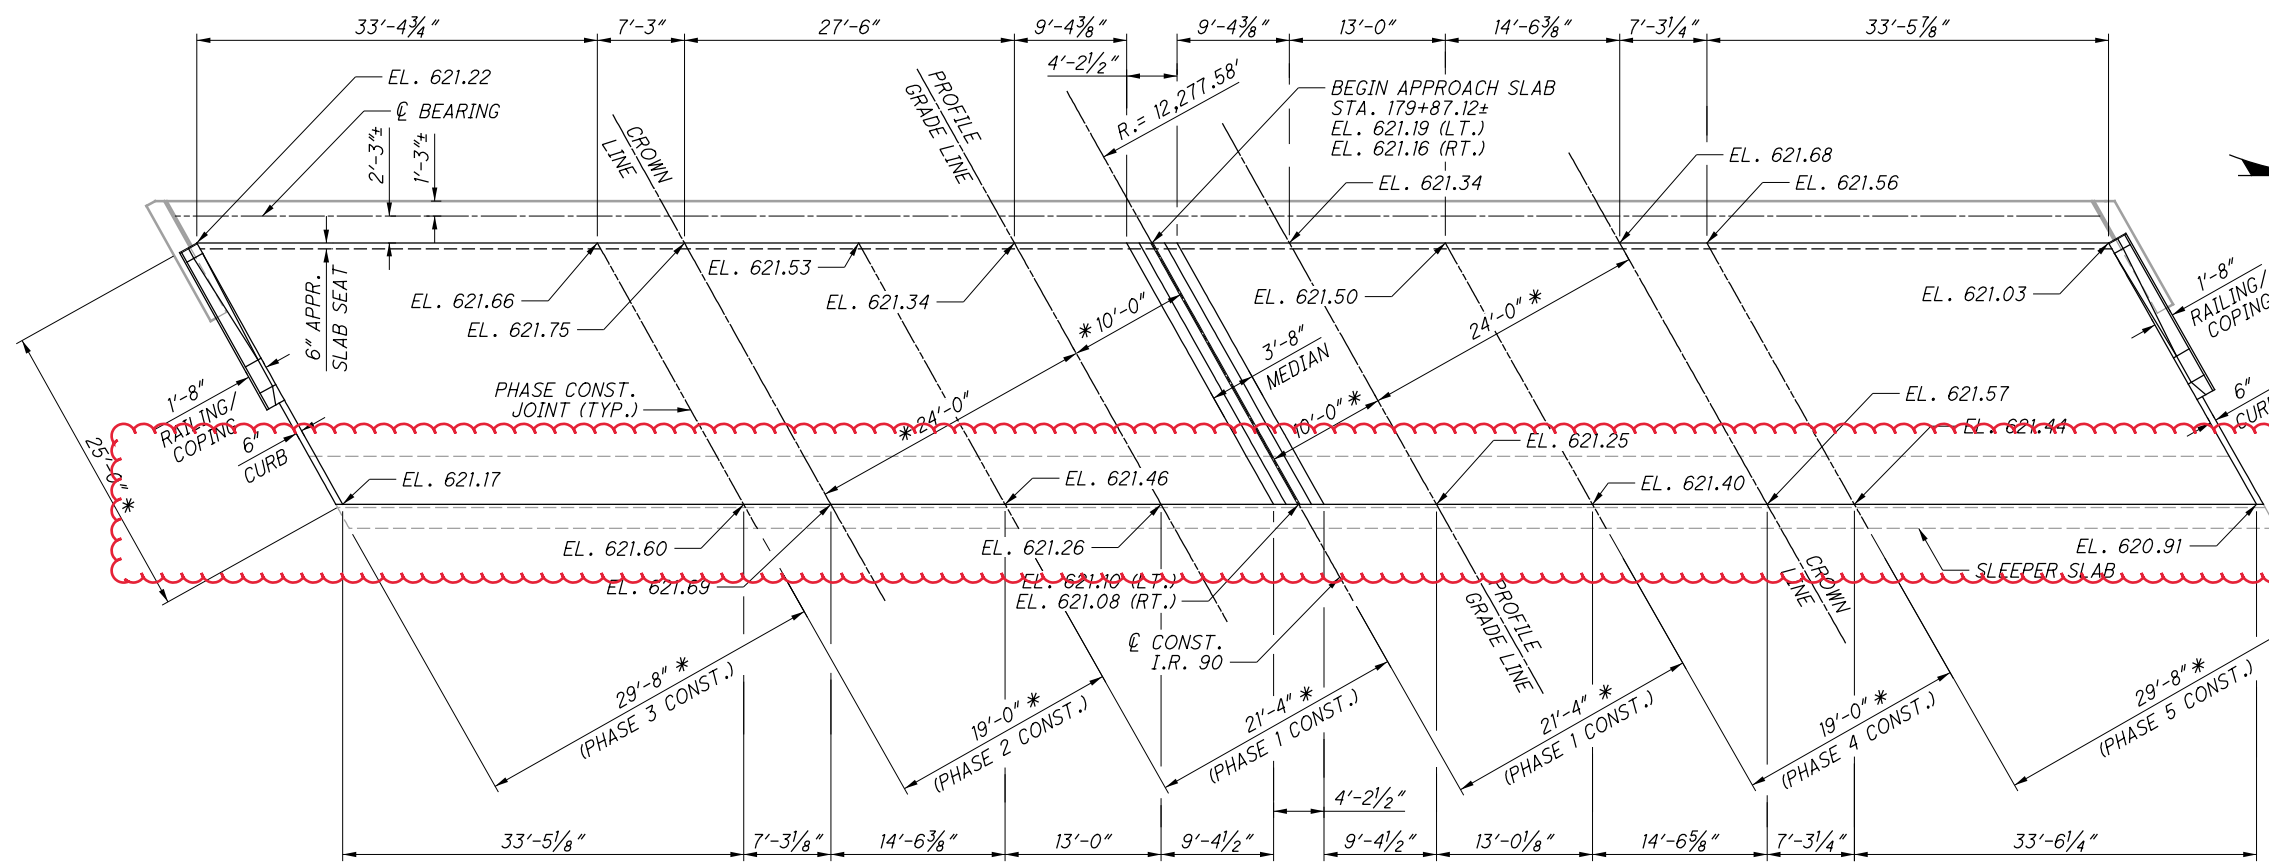 33'-4¾"
7'-3"
27'-6"
9'-4⅜"
9'-4⅜"
13'-0"
14'-6⅜"
7'-3¼"
33'-5⅞"
4'-2½"
EL. 621.22
℄ BEARING
2'-3"±
1'-3"±
6" APPR.
SLAB SEAT
CROWN
LINE
PROFILE
GRADE LINE
R.= 12,277.58'
BEGIN APPROACH SLAB
STA. 179+87.12±
EL. 621.19 (LT.)
EL. 621.16 (RT.)
EL. 621.34
EL. 621.68
EL. 621.56
EL. 621.53
EL. 621.66
EL. 621.34
EL. 621.75
EL. 621.50
EL. 621.03
* 10'-0"
24'-0" *
3'-8"
MEDIAN
1'-8"
RAILING/
COPING
PHASE CONST.
JOINT (TYP.)
1'-8"
RAILING/
COPING
6"
CURB
25'-0" *
* 24'-0"
10'-0" *
EL. 621.57
EL. 621.44
6"
EL. 621.25
EL. 621.17
EL. 621.46
EL. 621.40
EL. 621.60
EL. 621.26
EL. 620.91
EL. 621.69
EL. 621.10 (LT.)
EL. 621.08 (RT.)
SLEEPER SLAB
CROWN
LINE
PROFILE
GRADE LINE
℄ CONST.
I.R. 90
29'-8" *
(PHASE 3 CONST.)
19'-0" *
(PHASE 2 CONST.)
21'-4" *
(PHASE 1 CONST.)
21'-4" *
(PHASE 1 CONST.)
19'-0" *
(PHASE 4 CONST.)
29'-8" *
(PHASE 5 CONST.)
4'-2½"
33'-5⅛"
7'-3⅛"
14'-6⅜"
13'-0"
9'-4½"
9'-4½"
13'-0⅛"
14'-6⅝"
7'-3¼"
33'-6¼"